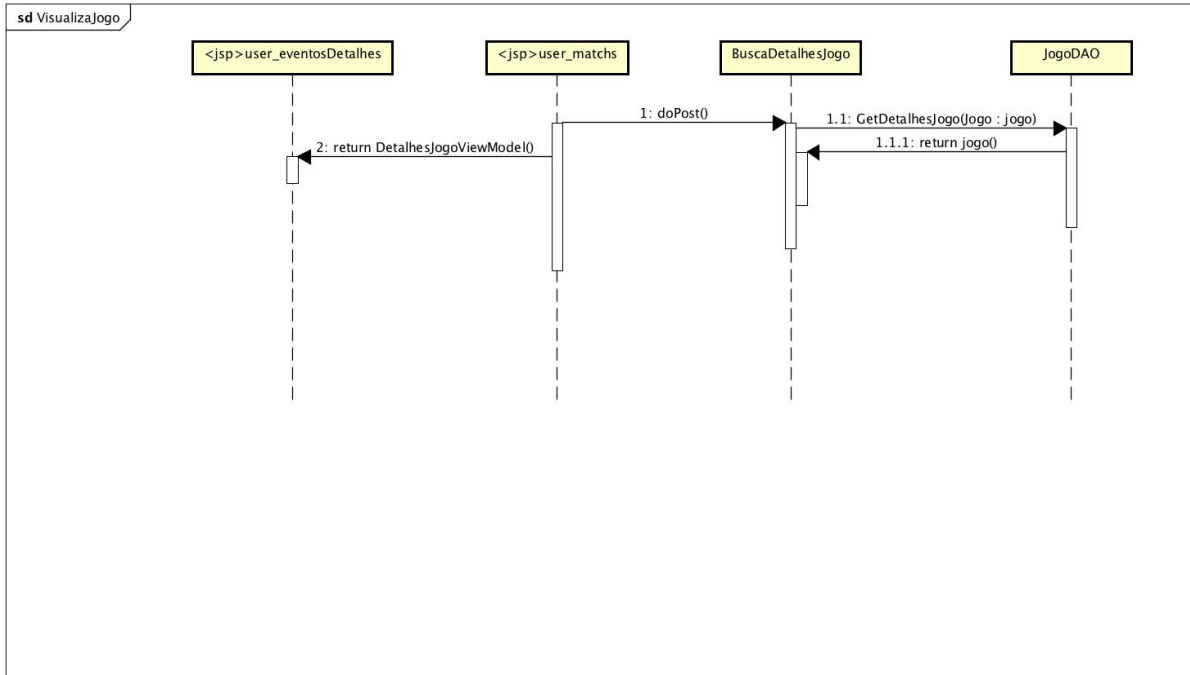 sd VisualizaJogo
<jsp>user_eventosDetalhes
<jsp>user_matchs
BuscaDetalhesJogo
JogoDAO
1: doPost()
1.1: GetDetalhesJogo(Jogo : jogo)
2: return DetalhesJogoViewModel()
1.1.1: return jogo()